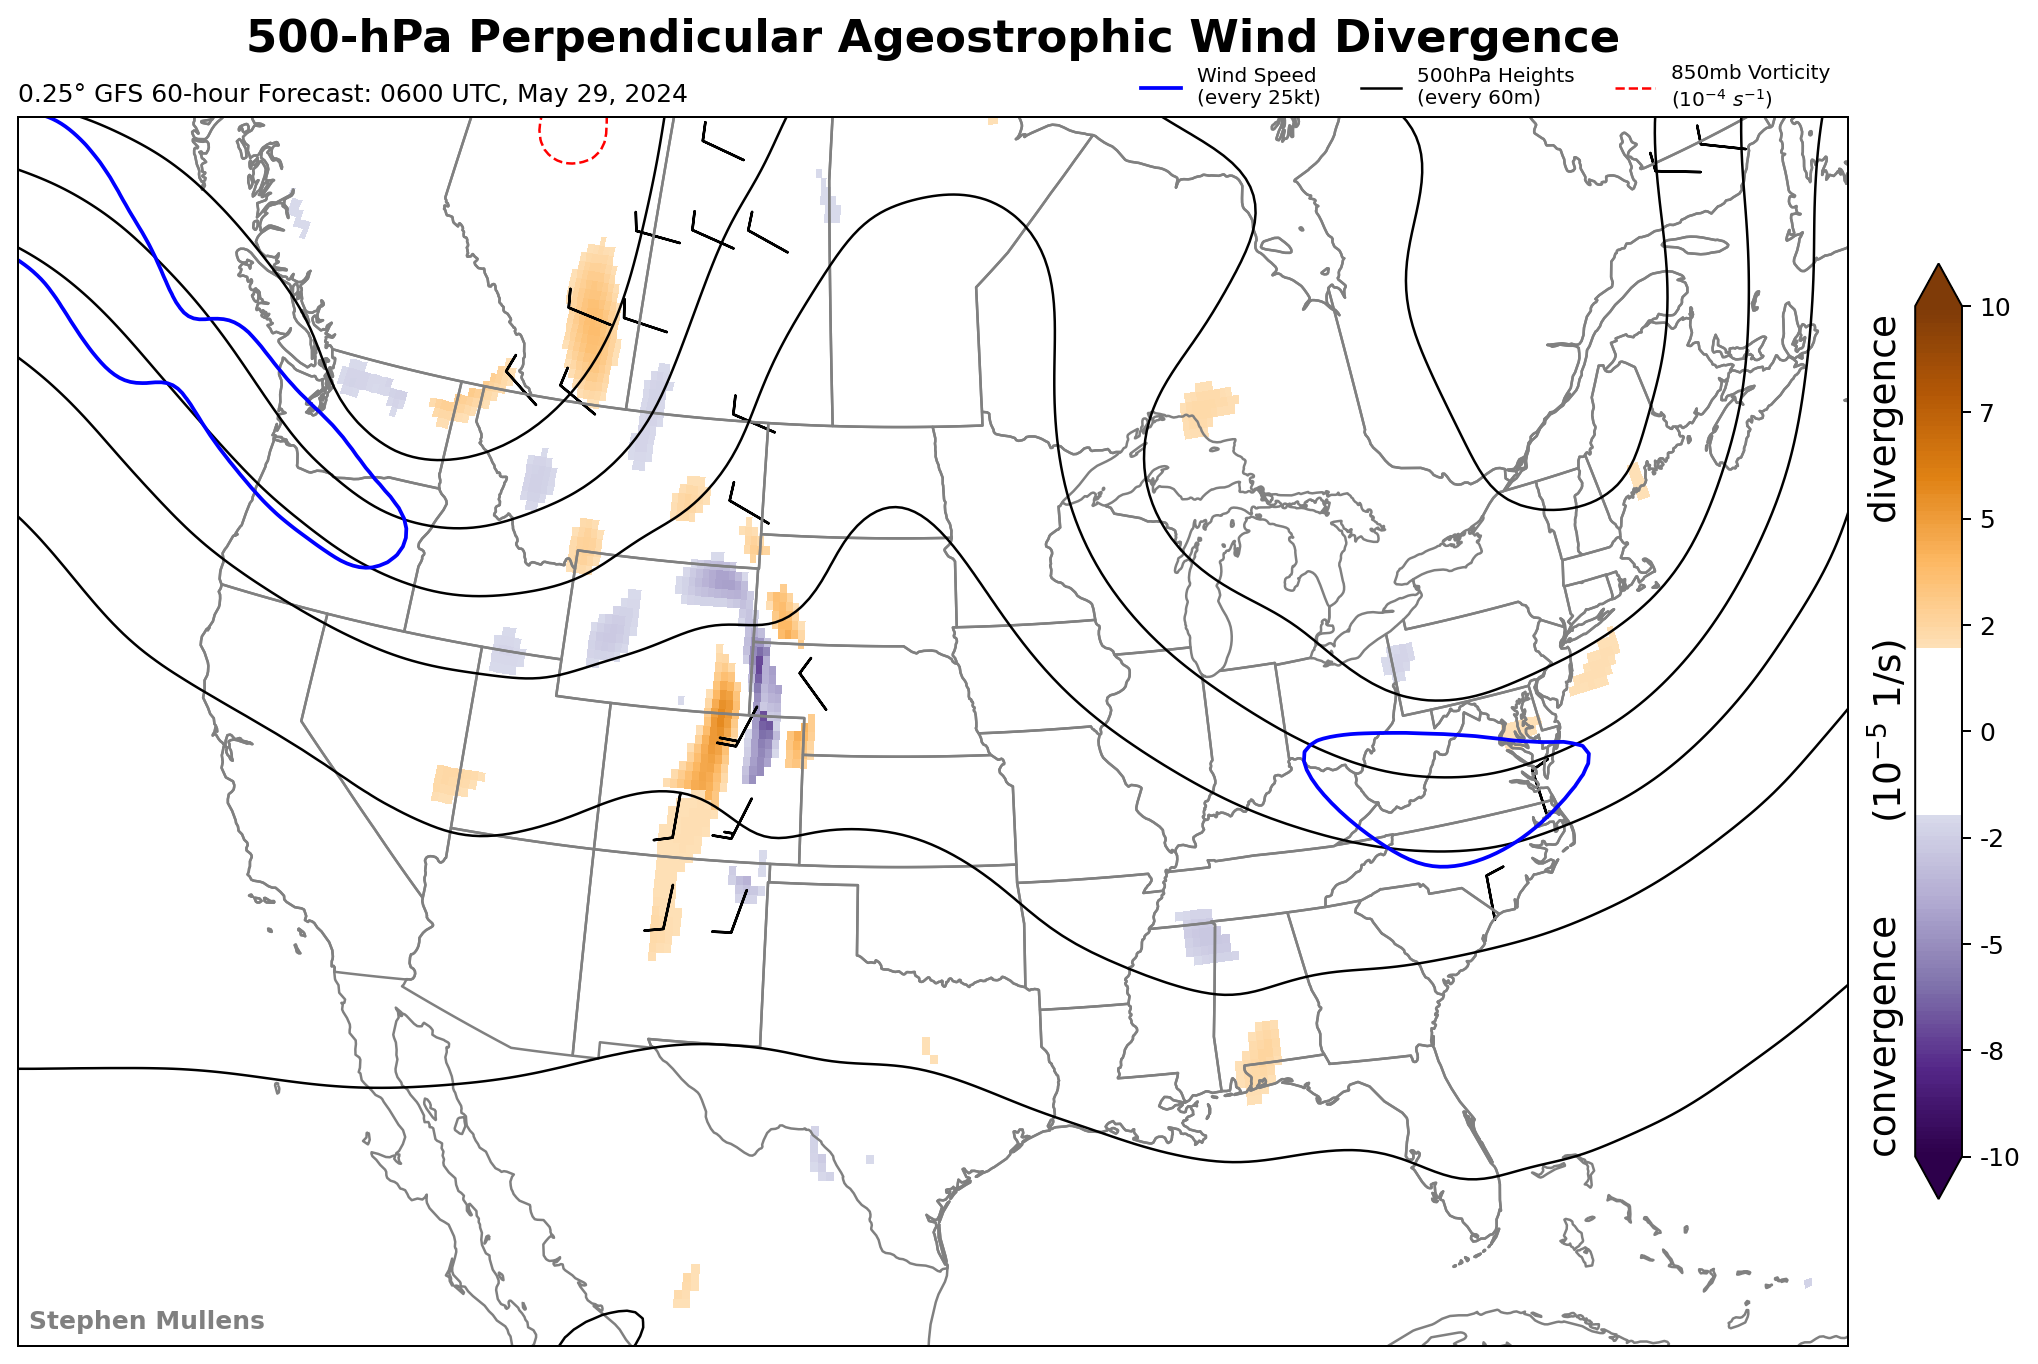 500-hPa Perpendicular Ageostrophic Wind Divergence
0.25° GFS 60-hour Forecast: 0600 UTC, May 29, 2024
Wind Speed
(every 25kt)
500hPa Heights
(every 60m)
850mb Vorticity
(10⁻⁴ s⁻¹)
10
7
5
2
0
-2
-5
-8
-10
convergence (10⁻⁵ 1/s) divergence
Stephen Mullens